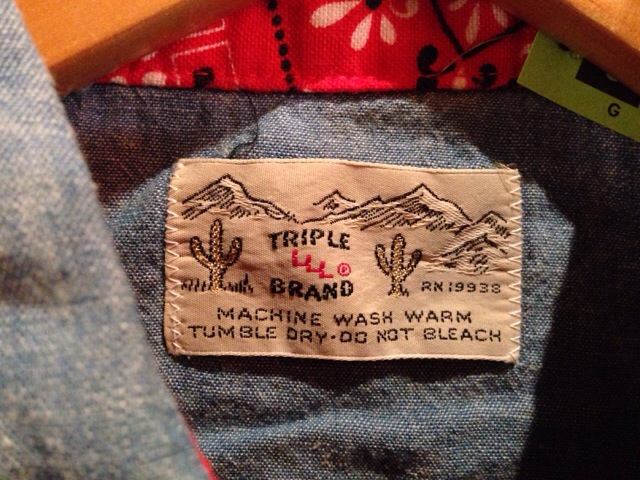 TRIPLE
LLL®
BRAND
RN 19938
MACHINE WASH WARM
TUMBLE DRY·DO NOT BLEACH
G